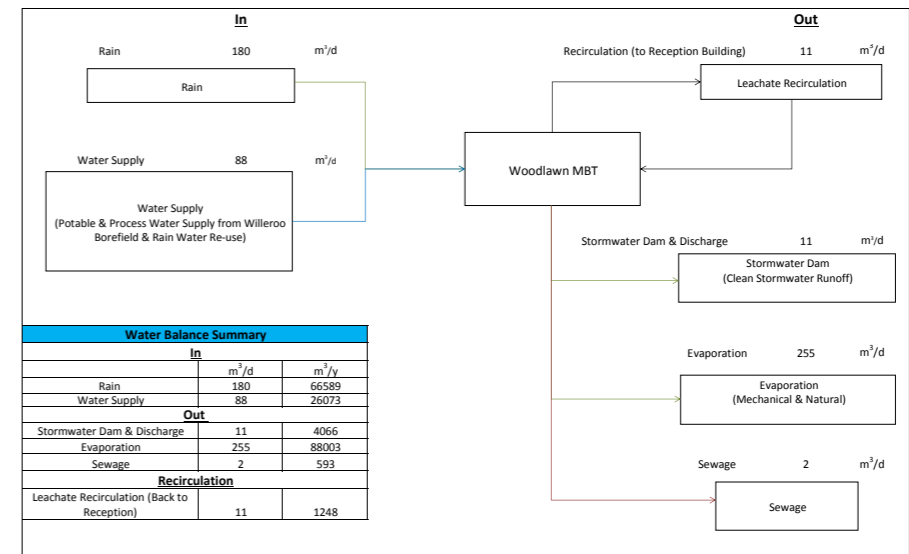 In
Out
Rain 180 m³/d
Rain
Water Supply 88 m³/d
Water Supply
(Potable & Process Water Supply from Willeroo
Borefield & Rain Water Re-use)
Woodlawn MBT
Recirculation (to Reception Building) 11 m³/d
Leachate Recirculation
Stormwater Dam & Discharge 11 m³/d
Stormwater Dam
(Clean Stormwater Runoff)
Evaporation 255 m³/d
Evaporation
(Mechanical & Natural)
Sewage 2 m³/d
Sewage
Water Balance Summary
In
m³/d m³/y
Rain 180 66589
Water Supply 88 26073
Out
Stormwater Dam & Discharge 11 4066
Evaporation 255 88003
Sewage 2 593
Recirculation
Leachate Recirculation (Back to
Reception) 11 1248